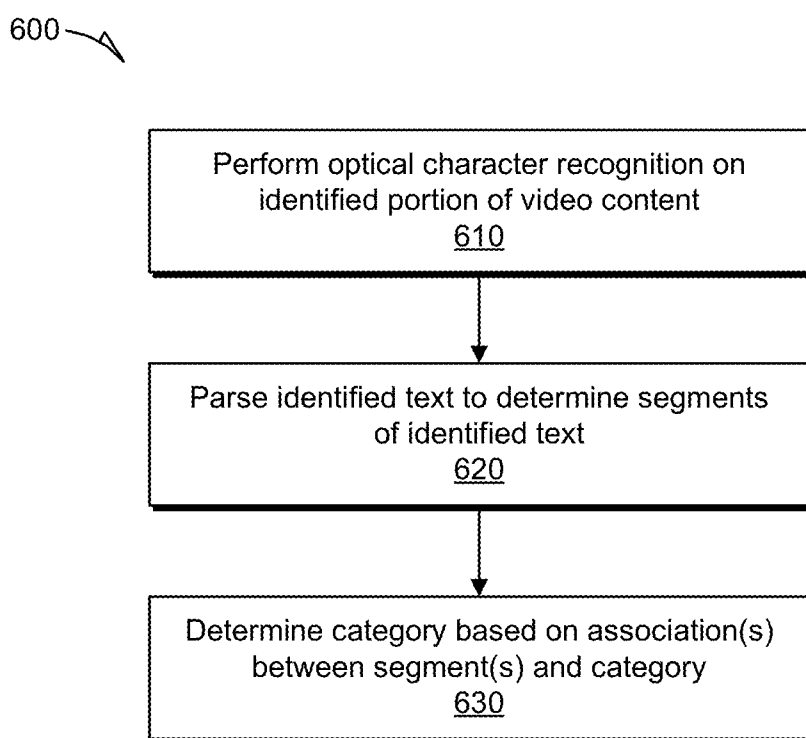 600
Perform optical character recognition on
identified portion of video content
610
Parse identified text to determine segments
of identified text
620
Determine category based on association(s)
between segment(s) and category
630